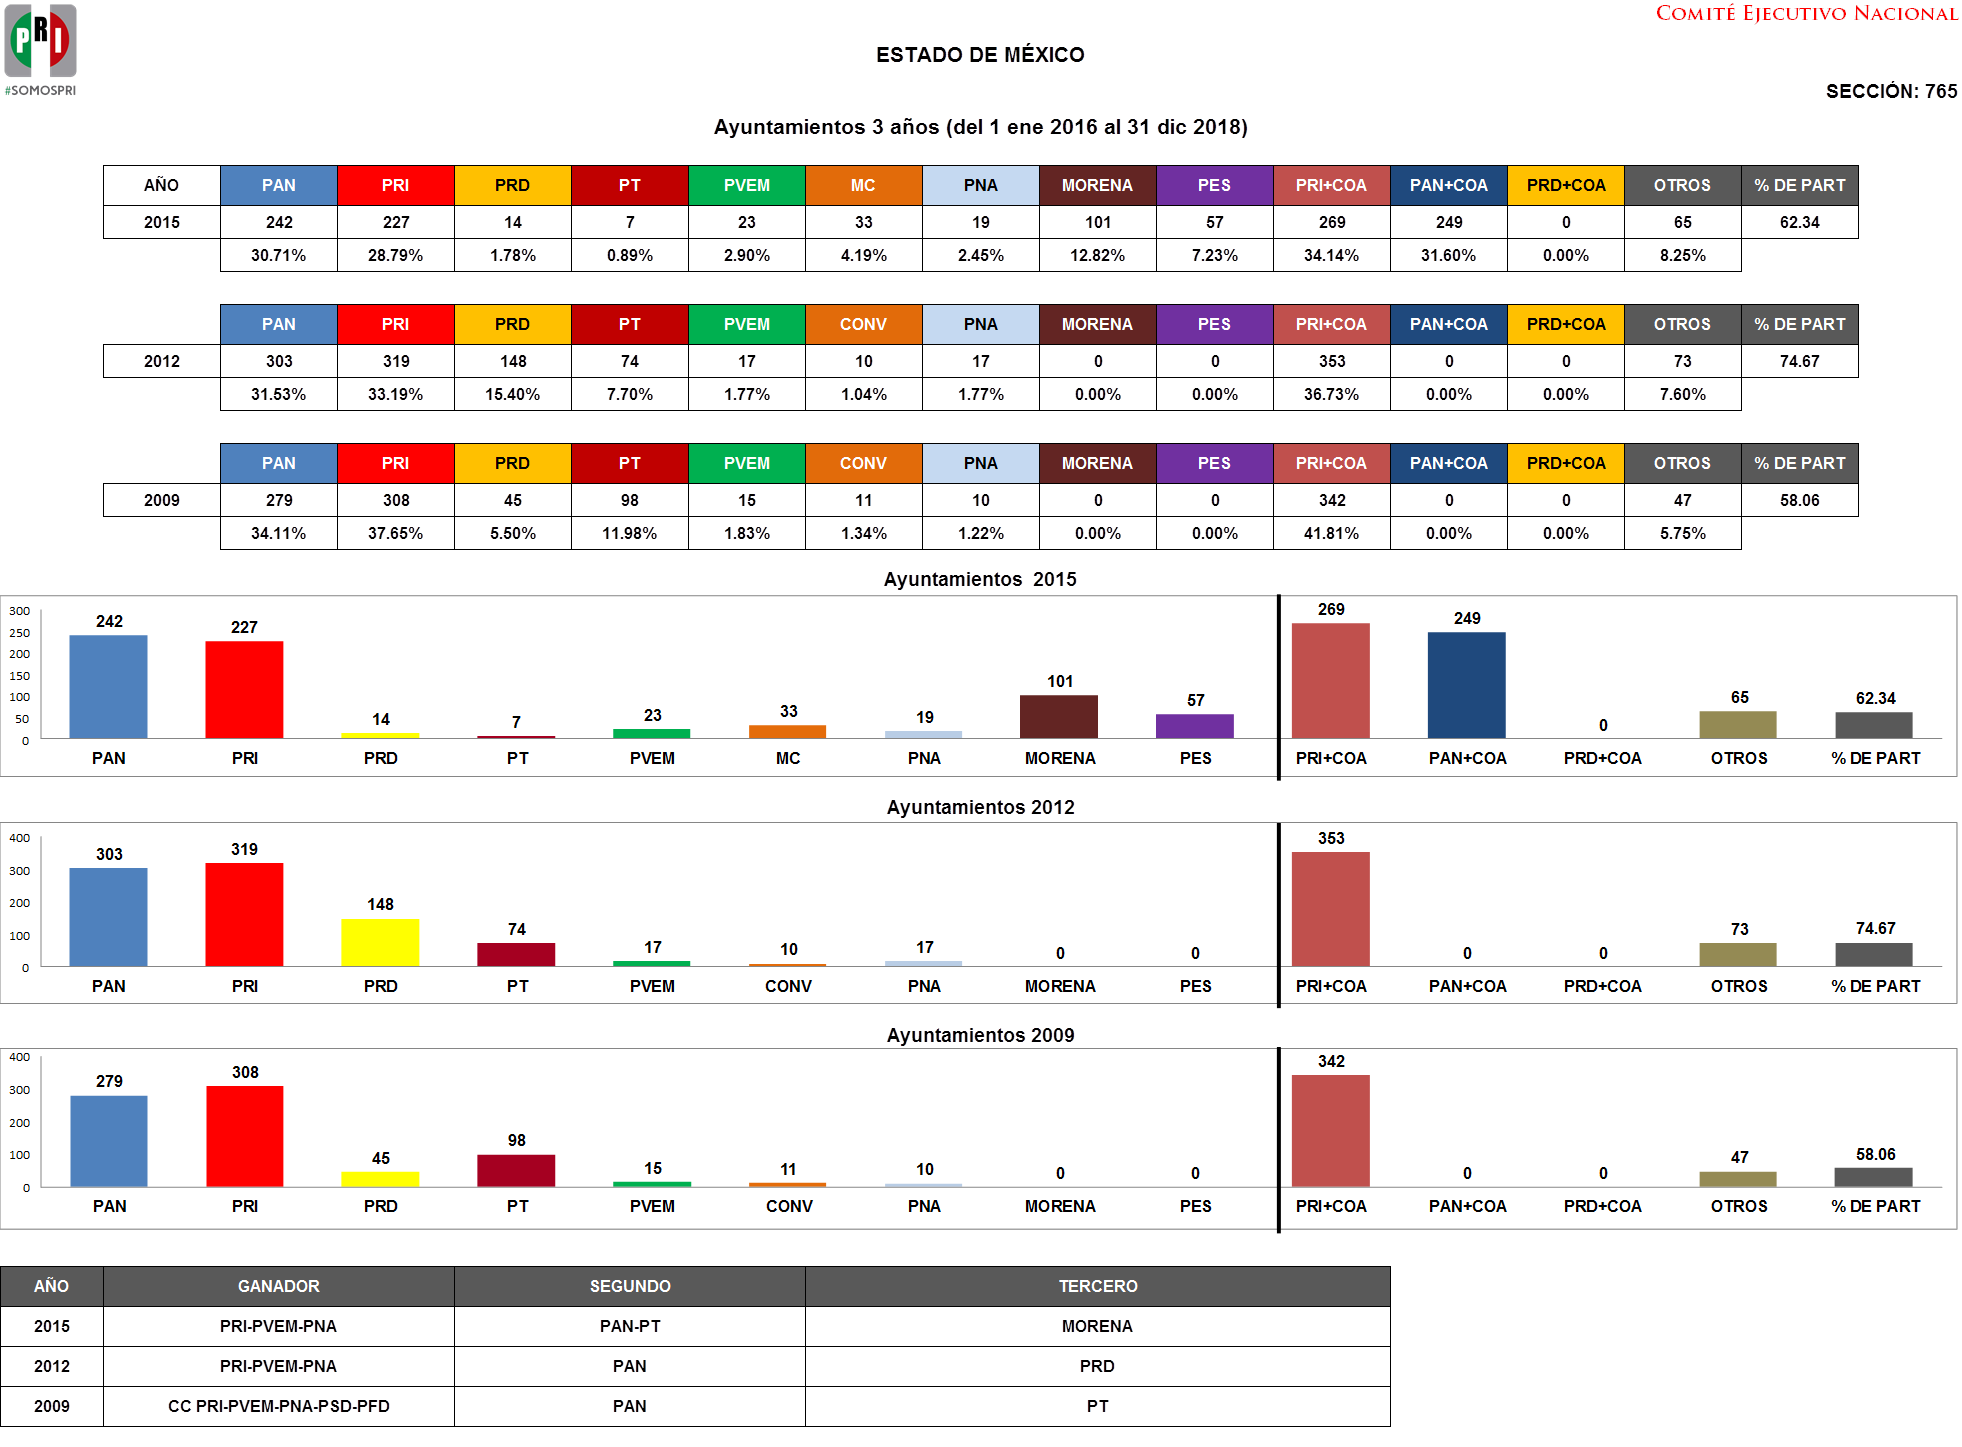 PRI
#SOMOSPRI
COMITÉ EJECUTIVO NACIONAL
ESTADO DE MÉXICO
SECCIÓN: 765
Ayuntamientos 3 años (del 1 ene 2016 al 31 dic 2018)
AÑO PAN PRI PRD PT PVEM MC PNA MORENA PES PRI+COA PAN+COA PRD+COA OTROS % DE PART
2015 242 227 14 7 23 33 19 101 57 269 249 0 65 62.34
30.71% 28.79% 1.78% 0.89% 2.90% 4.19% 2.45% 12.82% 7.23% 34.14% 31.60% 0.00% 8.25%
PAN PRI PRD PT PVEM CONV PNA MORENA PES PRI+COA PAN+COA PRD+COA OTROS % DE PART
2012 303 319 148 74 17 10 17 0 0 353 0 0 73 74.67
31.53% 33.19% 15.40% 7.70% 1.77% 1.04% 1.77% 0.00% 0.00% 36.73% 0.00% 0.00% 7.60%
PAN PRI PRD PT PVEM CONV PNA MORENA PES PRI+COA PAN+COA PRD+COA OTROS % DE PART
2009 279 308 45 98 15 11 10 0 0 342 0 0 47 58.06
34.11% 37.65% 5.50% 11.98% 1.83% 1.34% 1.22% 0.00% 0.00% 41.81% 0.00% 0.00% 5.75%
Ayuntamientos 2015
300
250
200
150
100
50
0
242 227 14 7 23 33 19 101 57 269 249 0 65 62.34
PAN PRI PRD PT PVEM MC PNA MORENA PES PRI+COA PAN+COA PRD+COA OTROS % DE PART
Ayuntamientos 2012
400
300
200
100
0
303 319 148 74 17 10 17 0 0 353 0 0 73 74.67
PAN PRI PRD PT PVEM CONV PNA MORENA PES PRI+COA PAN+COA PRD+COA OTROS % DE PART
Ayuntamientos 2009
400
300
200
100
0
279 308 45 98 15 11 10 0 0 342 0 0 47 58.06
PAN PRI PRD PT PVEM CONV PNA MORENA PES PRI+COA PAN+COA PRD+COA OTROS % DE PART
AÑO GANADOR SEGUNDO TERCERO
2015 PRI-PVEM-PNA PAN-PT MORENA
2012 PRI-PVEM-PNA PAN PRD
2009 CC PRI-PVEM-PNA-PSD-PFD PAN PT